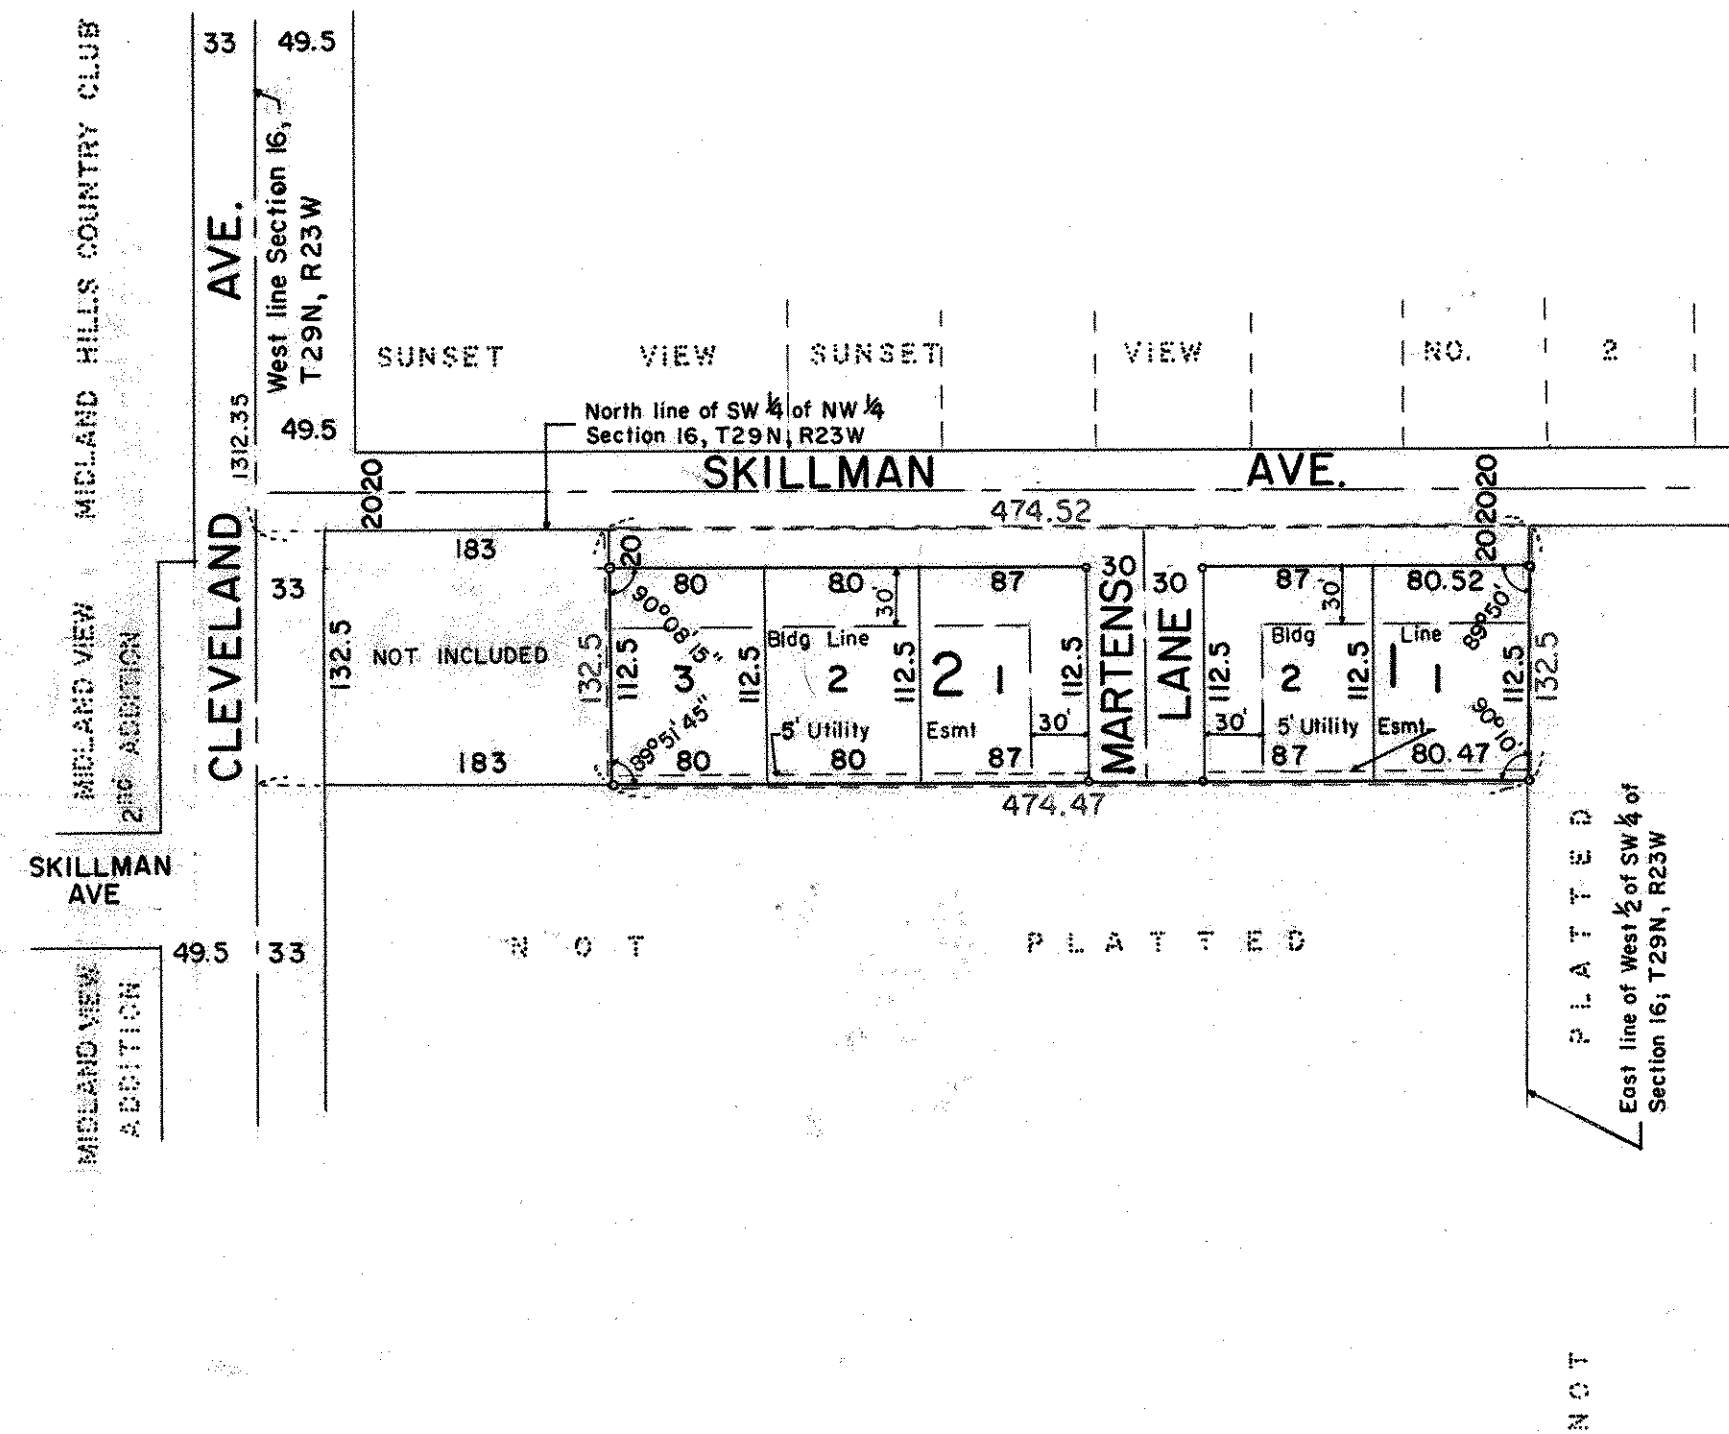 33 49.5
MIDLAND HILLS COUNTRY CLUB
CLEVELAND AVE.
West line Section 16,
T29N, R23W
1312.35
49.5
SUNSET VIEW SUNSET VIEW NO. 2
North line of SW ¼ of NW ¼
Section 16, T29N, R23W
SKILLMAN AVE.
20 20
20 20 20
474.52
183
33
132.5
NOT INCLUDED
132.5
183
20
80 80 87 30 30 87 80.52
90°08'15"
30'
30'
89°50'
Bldg Line
Bldg Line
112.5 3 112.5 2 112.5 2 1 112.5
MARTENS
LANE
112.5 2 112.5 1 1 112.5
132.5
89°51'45"
90°10'
5' Utility Esmt 30'
30' 5' Utility Esmt.
80 80 87 87 80.47
474.47
MIDLAND VIEW
2ND ADDITION
SKILLMAN
AVE
49.5 33
MIDLAND VIEW
ADDITION
NOT PLATTED
NOT PLATTED
East line of West ½ of SW ¼ of
Section 16, T29N, R23W